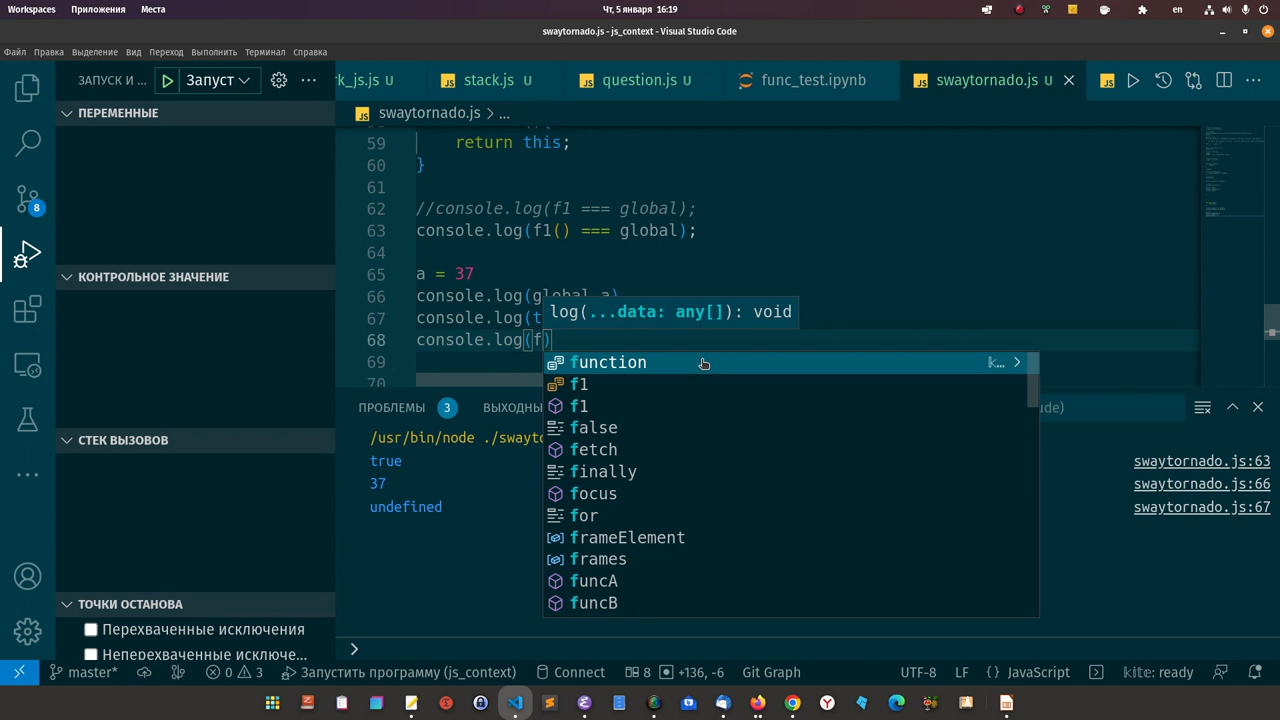 Workspaces Приложения Места Чт, 5 января 16:19 en
swaytornado.js - js_context - Visual Studio Code
Файл Правка Выделение Вид Переход Выполнить Терминал Справка
ЗАПУСК И ... Запуст rk_js.js U stack.js U question.js U func_test.ipynb swaytornado.js U
ПЕРЕМЕННЫЕ
swaytornado.js > ...
59 return this;
60 }
61
62 //console.log(f1 === global);
63 console.log(f1() === global);
64
65 a = 37
66 console.log(global.a)
67 console.log(t
68 console.log(f)
69
70
log(...data: any[]): void
КОНТРОЛЬНОЕ ЗНАЧЕНИЕ
function k...
f1
f1
false
fetch
finally
focus
for
frameElement
frames
funcA
funcB
ПРОБЛЕМЫ 3 ВЫХОДНЫ
/usr/bin/node ./swayto
true swaytornado.js:63
37 swaytornado.js:66
undefined swaytornado.js:67
СТЕК ВЫЗОВОВ
8
ТОЧКИ ОСТАНОВА
Перехваченные исключения
Неперехваченные исключе...
master* 0 3 Запустить программу (js_context) Connect 8 +136, -6 Git Graph UTF-8 LF {} JavaScript kite: ready